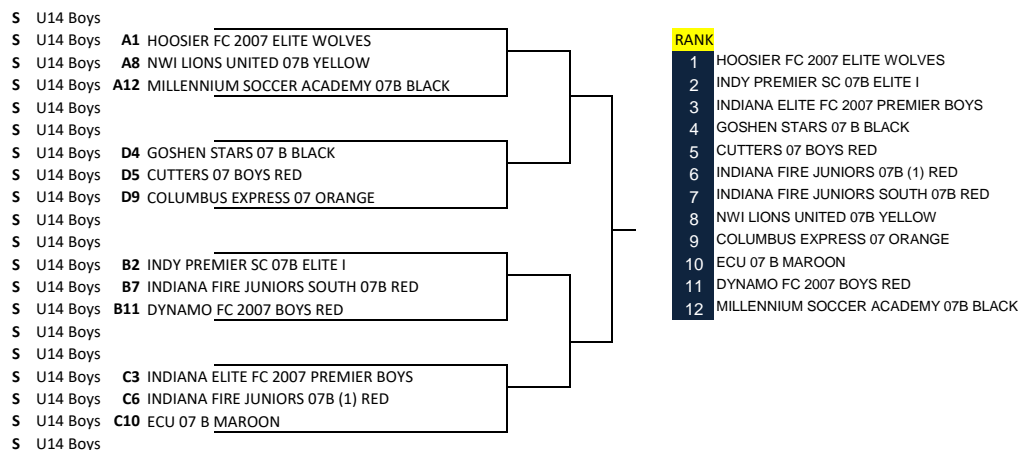 S U14 Boys
S U14 Boys A1 HOOSIER FC 2007 ELITE WOLVES
S U14 Boys A8 NWI LIONS UNITED 07B YELLOW
S U14 Boys A12 MILLENNIUM SOCCER ACADEMY 07B BLACK
S U14 Boys
S U14 Boys
S U14 Boys D4 GOSHEN STARS 07 B BLACK
S U14 Boys D5 CUTTERS 07 BOYS RED
S U14 Boys D9 COLUMBUS EXPRESS 07 ORANGE
S U14 Boys
S U14 Boys
S U14 Boys B2 INDY PREMIER SC 07B ELITE I
S U14 Boys B7 INDIANA FIRE JUNIORS SOUTH 07B RED
S U14 Boys B11 DYNAMO FC 2007 BOYS RED
S U14 Boys
S U14 Boys
S U14 Boys C3 INDIANA ELITE FC 2007 PREMIER BOYS
S U14 Boys C6 INDIANA FIRE JUNIORS 07B (1) RED
S U14 Boys C10 ECU 07 B MAROON
S U14 Boys
RANK
1 HOOSIER FC 2007 ELITE WOLVES
2 INDY PREMIER SC 07B ELITE I
3 INDIANA ELITE FC 2007 PREMIER BOYS
4 GOSHEN STARS 07 B BLACK
5 CUTTERS 07 BOYS RED
6 INDIANA FIRE JUNIORS 07B (1) RED
7 INDIANA FIRE JUNIORS SOUTH 07B RED
8 NWI LIONS UNITED 07B YELLOW
9 COLUMBUS EXPRESS 07 ORANGE
10 ECU 07 B MAROON
11 DYNAMO FC 2007 BOYS RED
12 MILLENNIUM SOCCER ACADEMY 07B BLACK